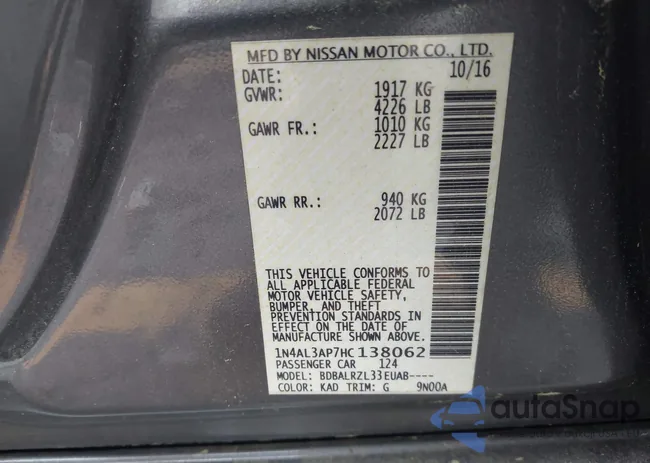 MFD BY NISSAN MOTOR CO., LTD.
DATE: 10/16
GVWR: 1917 KG
4226 LB
GAWR FR.: 1010 KG
2227 LB
GAWR RR.: 940 KG
2072 LB
THIS VEHICLE CONFORMS TO
ALL APPLICABLE FEDERAL
MOTOR VEHICLE SAFETY,
BUMPER, AND THEFT
PREVENTION STANDARDS IN
EFFECT ON THE DATE OF
MANUFACTURE SHOWN ABOVE.
1N4AL3AP7HC138062
PASSENGER CAR 124
MODEL: BDBALRZL33EUAB----
COLOR: KAD TRIM: G 9N00A
autoSnap